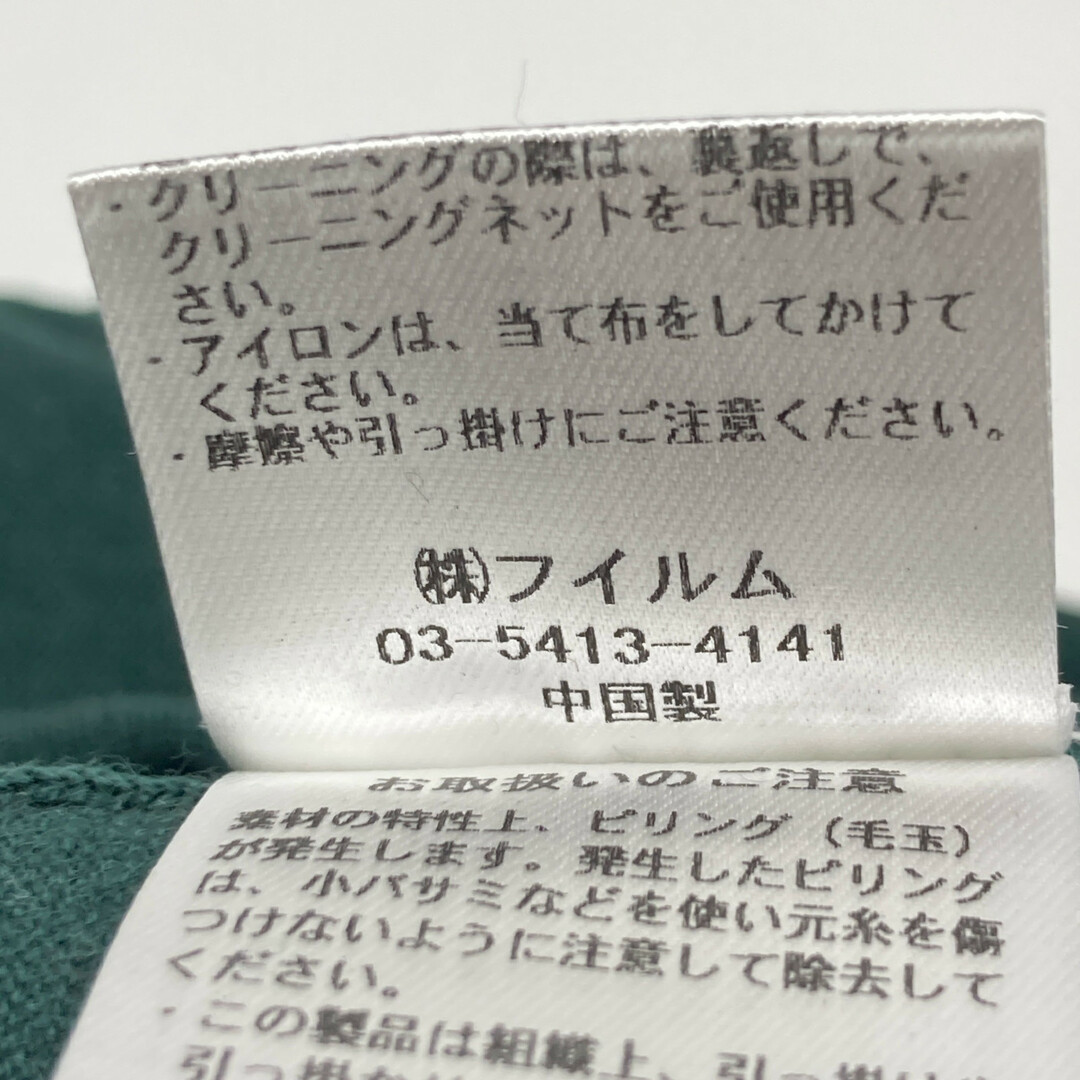 ・クリーニングの際は、裏返しで、
クリーニングネットをご使用くだ
さい。
・アイロンは、当て布をしてかけて
ください。
・摩擦や引っ掛けにご注意ください。
㈱フイルム
03-5413-4141
中国製
お取扱いのご注意
素材の特性上、ピリング(毛玉)
が発生します。発生したピリング
は、小バサミなどを使い元糸を傷
つけないように注意して除去して
ください。
・この製品は組織上、引っ掛け
引っ掛か